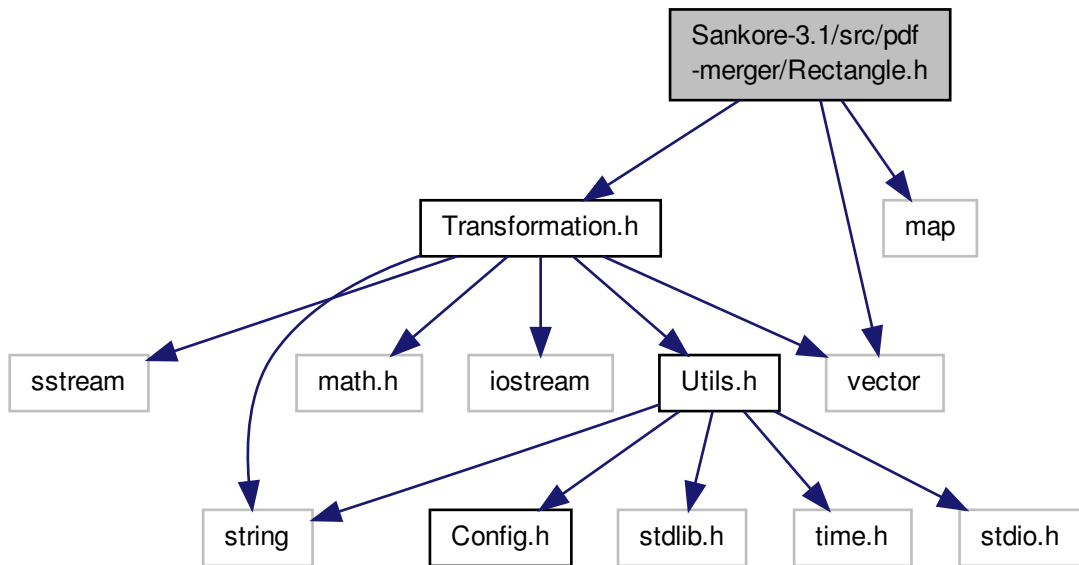 Sankore-3.1/src/pdf
-merger/Rectangle.h
Transformation.h
map
sstream
math.h
iostream
Utils.h
vector
string
Config.h
stdlib.h
time.h
stdio.h